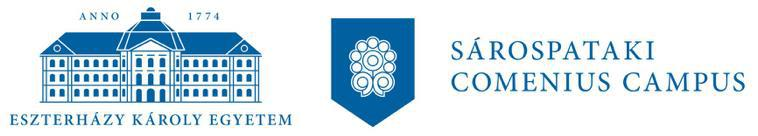 ANNO 1774
ESZTERHÁZY KÁROLY EGYETEM
SÁROSPATAKI
COMENIUS CAMPUS